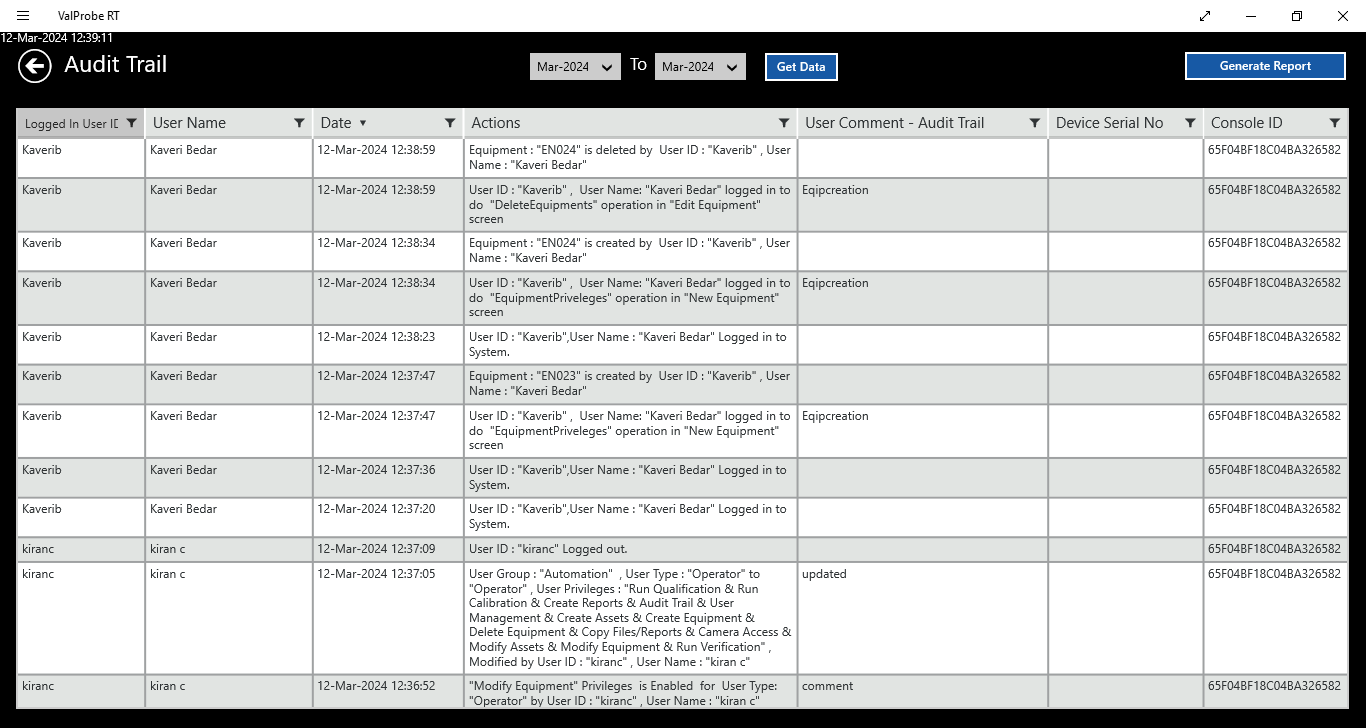 ValProbe RT
12-Mar-2024 12:39:11
Audit Trail
Mar-2024
To
Mar-2024
Get Data
Generate Report
Logged In User ID
User Name
Date
Actions
User Comment - Audit Trail
Device Serial No
Console ID
Kaverib
Kaveri Bedar
12-Mar-2024 12:38:59
Equipment : "EN024" is deleted by  User ID : "Kaverib" , User
Name : "Kaveri Bedar"
65F04BF18C04BA326582
Kaverib
Kaveri Bedar
12-Mar-2024 12:38:59
User ID : "Kaverib" ,  User Name: "Kaveri Bedar" logged in to
do  "DeleteEquipments" operation in "Edit Equipment"
screen
Eqipcreation
65F04BF18C04BA326582
Kaverib
Kaveri Bedar
12-Mar-2024 12:38:34
Equipment : "EN024" is created by  User ID : "Kaverib" , User
Name : "Kaveri Bedar"
65F04BF18C04BA326582
Kaverib
Kaveri Bedar
12-Mar-2024 12:38:34
User ID : "Kaverib" ,  User Name: "Kaveri Bedar" logged in to
do  "EquipmentPriveleges" operation in "New Equipment"
screen
Eqipcreation
65F04BF18C04BA326582
Kaverib
Kaveri Bedar
12-Mar-2024 12:38:23
User ID : "Kaverib",User Name : "Kaveri Bedar" Logged in to
System.
65F04BF18C04BA326582
Kaverib
Kaveri Bedar
12-Mar-2024 12:37:47
Equipment : "EN023" is created by  User ID : "Kaverib" , User
Name : "Kaveri Bedar"
65F04BF18C04BA326582
Kaverib
Kaveri Bedar
12-Mar-2024 12:37:47
User ID : "Kaverib" ,  User Name: "Kaveri Bedar" logged in to
do  "EquipmentPriveleges" operation in "New Equipment"
screen
Eqipcreation
65F04BF18C04BA326582
Kaverib
Kaveri Bedar
12-Mar-2024 12:37:36
User ID : "Kaverib",User Name : "Kaveri Bedar" Logged in to
System.
65F04BF18C04BA326582
Kaverib
Kaveri Bedar
12-Mar-2024 12:37:20
User ID : "Kaverib",User Name : "Kaveri Bedar" Logged in to
System.
65F04BF18C04BA326582
kiranc
kiran c
12-Mar-2024 12:37:09
User ID : "kiranc" Logged out.
65F04BF18C04BA326582
kiranc
kiran c
12-Mar-2024 12:37:05
User Group : "Automation"  , User Type : "Operator" to
"Operator" , User Privileges : "Run Qualification & Run
Calibration & Create Reports & Audit Trail & User
Management & Create Assets & Create Equipment &
Delete Equipment & Copy Files/Reports & Camera Access &
Modify Assets & Modify Equipment & Run Verification" ,
Modified by User ID : "kiranc" , User Name : "kiran c"
updated
65F04BF18C04BA326582
kiranc
kiran c
12-Mar-2024 12:36:52
"Modify Equipment" Privileges  is Enabled  for  User Type:
"Operator" by User ID : "kiranc" , User Name : "kiran c"
comment
65F04BF18C04BA326582